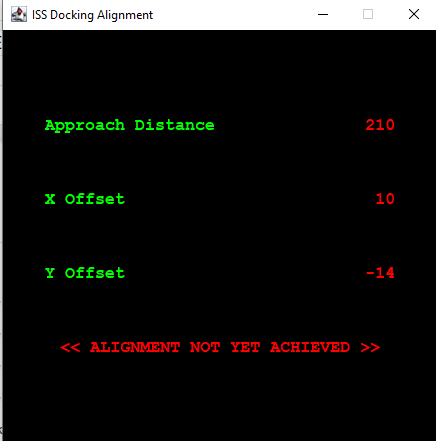 ISS Docking Alignment
Approach Distance 210
X Offset 10
Y Offset -14
<< ALIGNMENT NOT YET ACHIEVED >>